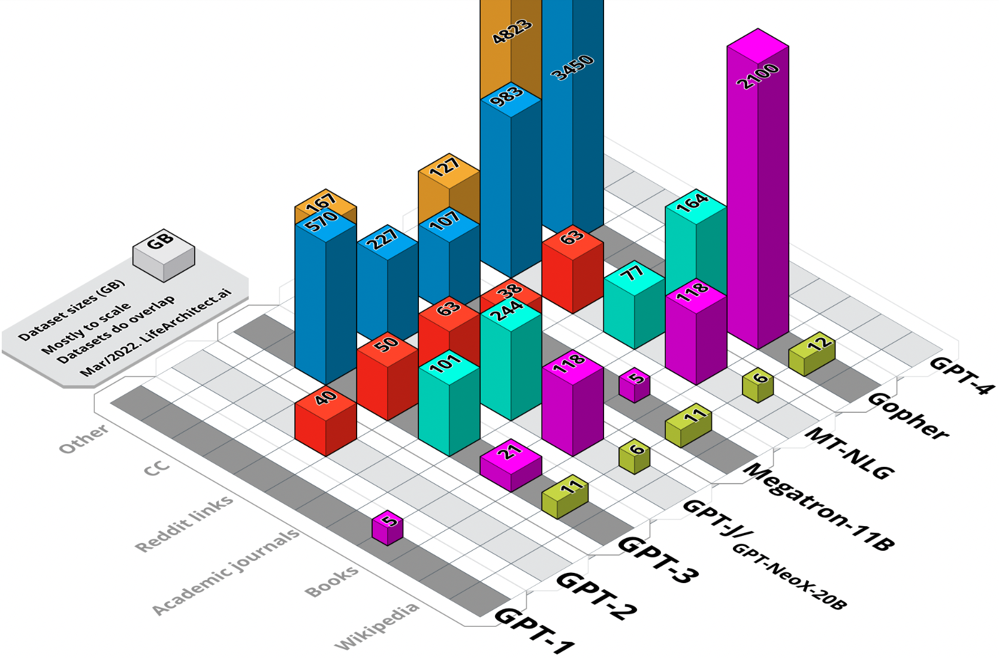 4823
3450
2100
983
127
167
570
107
227
164
63
77
38
118
63
244
50
GB
Dataset sizes (GB)
Mostly to scale
Datasets do overlap
Mar/2022. LifeArchitect.ai
12
101
118
5
6
40
11
21
6
11
5
Other
CC
Reddit links
Academic journals
Books
Wikipedia
GPT-4
Gopher
MT-NLG
Megatron-11B
GPT-J/
GPT-NeoX-20B
GPT-3
GPT-2
GPT-1